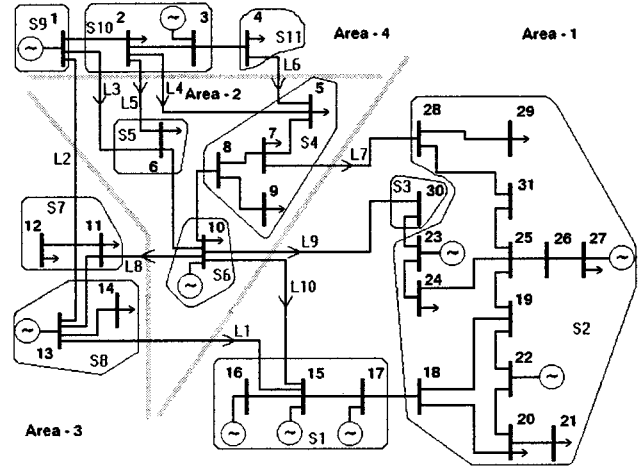 S9 1 S10 2 3 4 S11 Area - 4 Area - 1
L3 L5 L4 Area - 2 L6
5 28 29
L2 S5 6 8 7 S4 L7
9 S3 30 31
S7 12 11 10 L9 23 25 26 27
L8 S6 24
14 L10 19 S2
13 S8 L1 22
16 15 17 18
Area - 3 S1 20 21